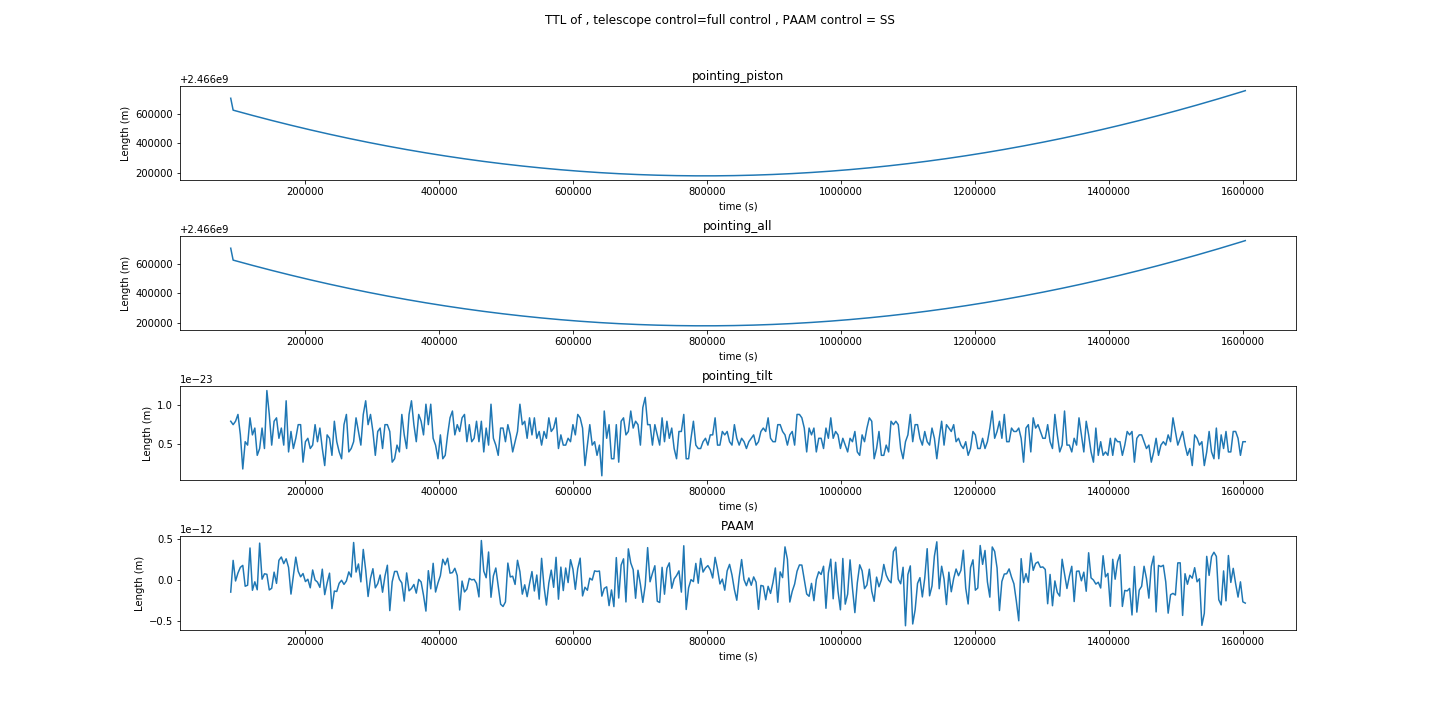 TTL of , telescope control=full control , PAAM control = SS
pointing_piston
+2.466e9
Length (m)
600000
400000
200000
200000 400000 600000 800000 1000000 1200000 1400000 1600000
time (s)
pointing_all
+2.466e9
Length (m)
600000
400000
200000
200000 400000 600000 800000 1000000 1200000 1400000 1600000
time (s)
pointing_tilt
1e−23
Length (m)
1.0
0.5
200000 400000 600000 800000 1000000 1200000 1400000 1600000
time (s)
PAAM
1e−12
Length (m)
0.5
0.0
−0.5
200000 400000 600000 800000 1000000 1200000 1400000 1600000
time (s)